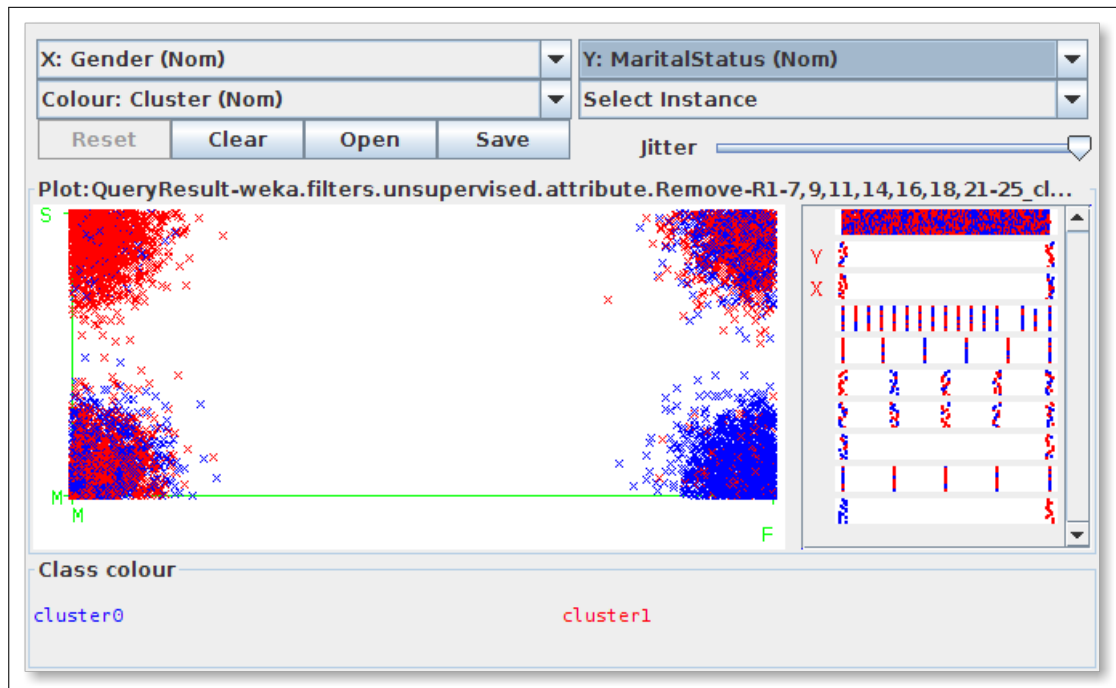 X: Gender (Nom)
Y: MaritalStatus (Nom)
Colour: Cluster (Nom)
Select Instance
Reset
Clear
Open
Save
Jitter
Plot:QueryResult-weka.filters.unsupervised.attribute.Remove-R1-7,9,11,14,16,18,21-25_cl...
S
M
M
F
Y
X
Class colour
cluster0
cluster1